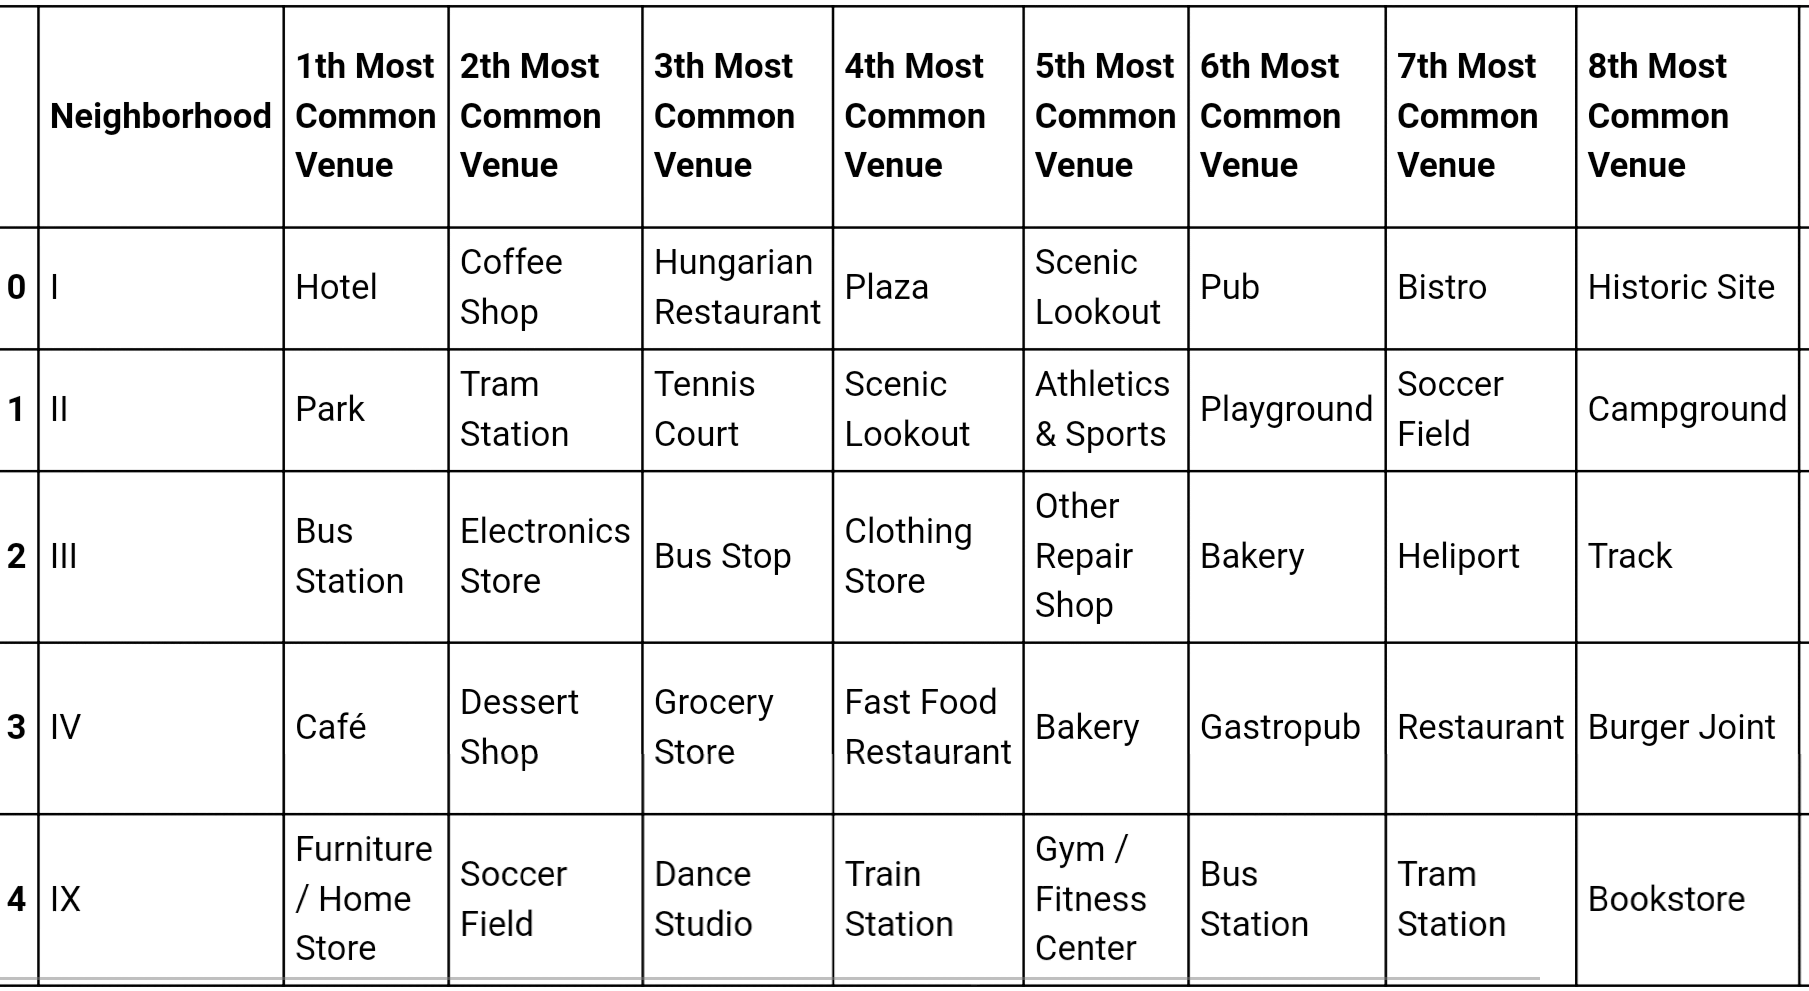 Neighborhood
1th Most
Common
Venue
2th Most
Common
Venue
3th Most
Common
Venue
4th Most
Common
Venue
5th Most
Common
Venue
6th Most
Common
Venue
7th Most
Common
Venue
8th Most
Common
Venue
0
I
Hotel
Coffee
Shop
Hungarian
Restaurant
Plaza
Scenic
Lookout
Pub
Bistro
Historic Site
1
II
Park
Tram
Station
Tennis
Court
Scenic
Lookout
Athletics
& Sports
Playground
Soccer
Field
Campground
2
III
Bus
Station
Electronics
Store
Bus Stop
Clothing
Store
Other
Repair
Shop
Bakery
Heliport
Track
3
IV
Café
Dessert
Shop
Grocery
Store
Fast Food
Restaurant
Bakery
Gastropub
Restaurant
Burger Joint
4
IX
Furniture
/ Home
Store
Soccer
Field
Dance
Studio
Train
Station
Gym /
Fitness
Center
Bus
Station
Tram
Station
Bookstore